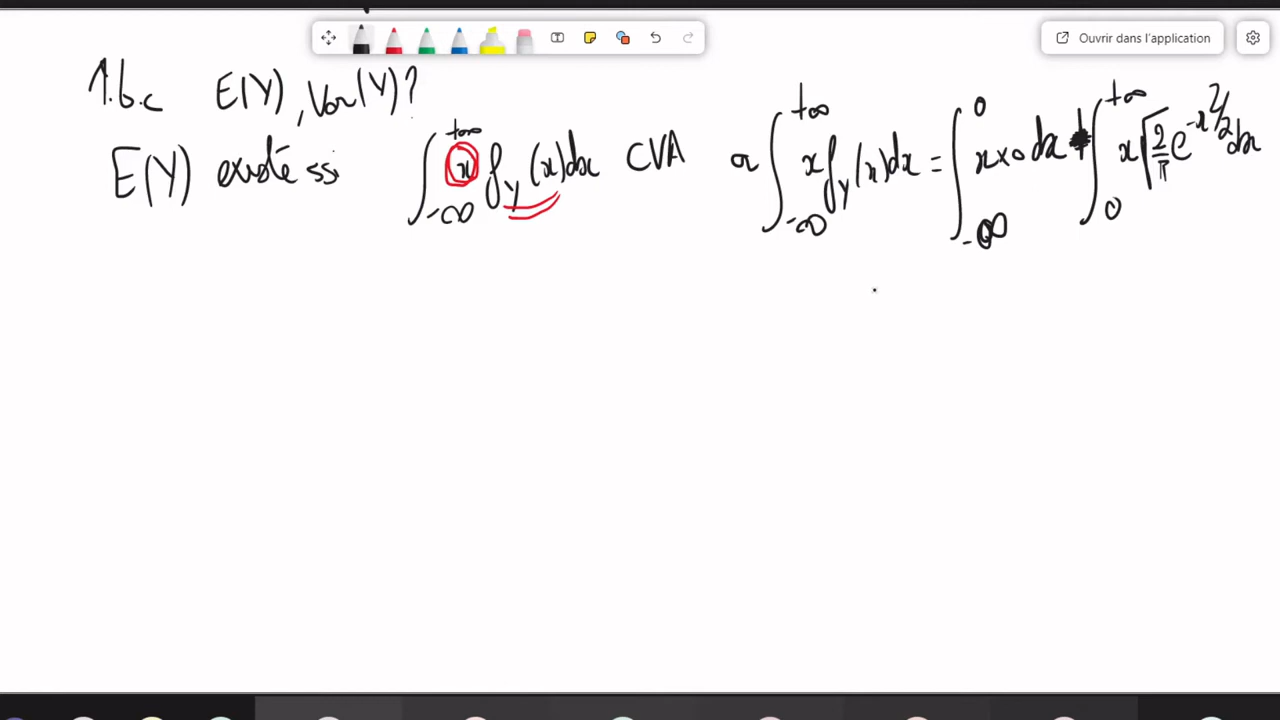 Ouvrir dans l'application
1.b.c E(Y), Var(Y)?
E(Y) existe ssi ∫_{-∞}^{+∞} x f_Y(x)dx CVA or ∫_{-∞}^{+∞} x f_Y(x)dx = ∫_{-∞}^{0} x×0 dx + ∫_{0}^{+∞} x √(2/π) e^{-x²/2} dx